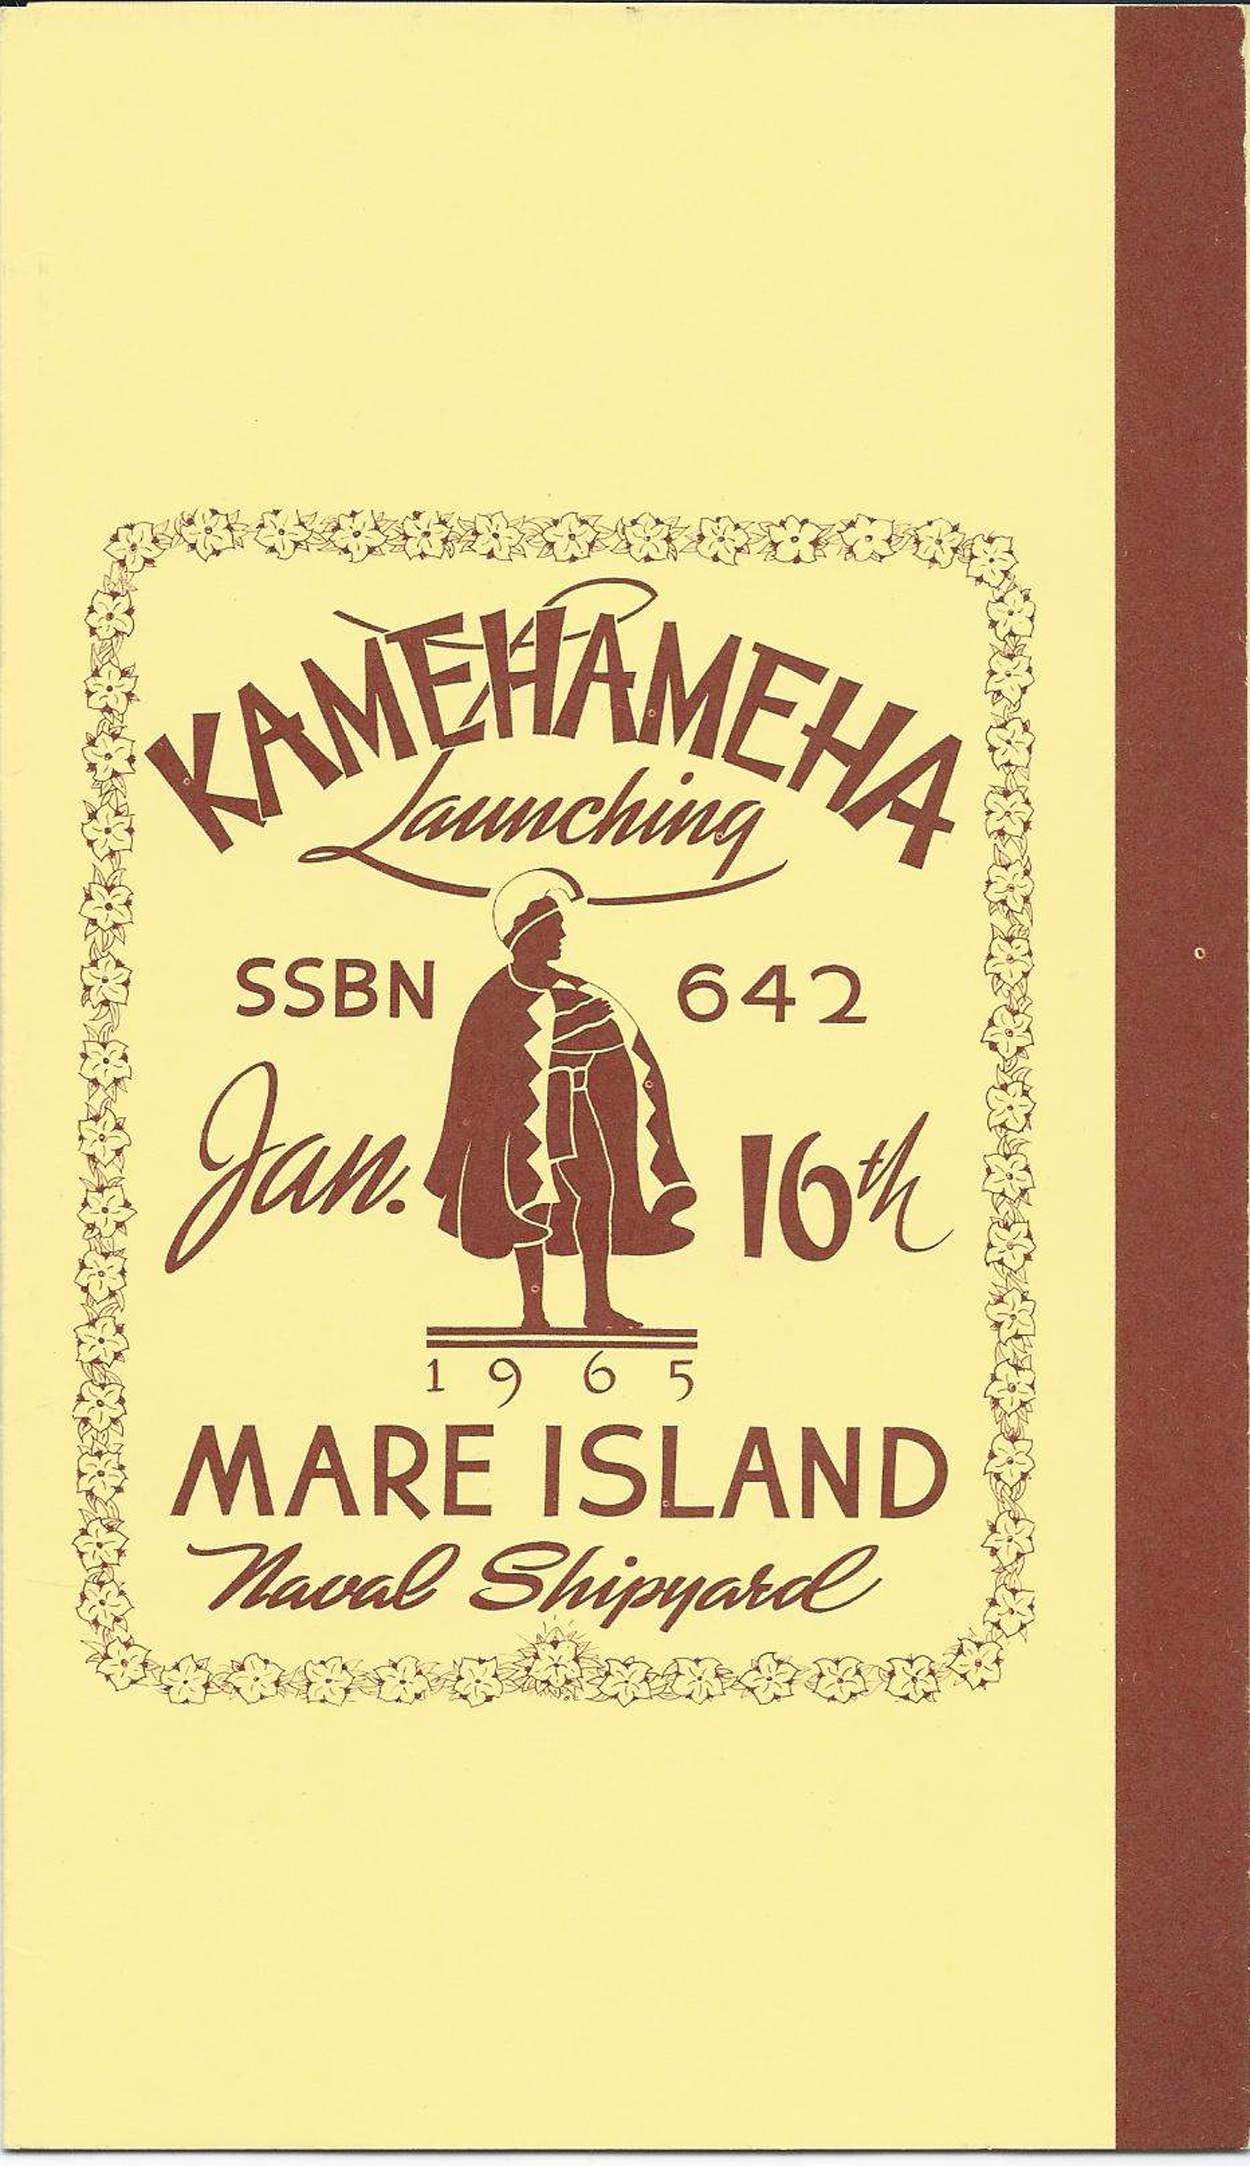 KAMEHAMEHA
Launching
SSBN 642
Jan. 16th
1965
MARE ISLAND
Naval Shipyard